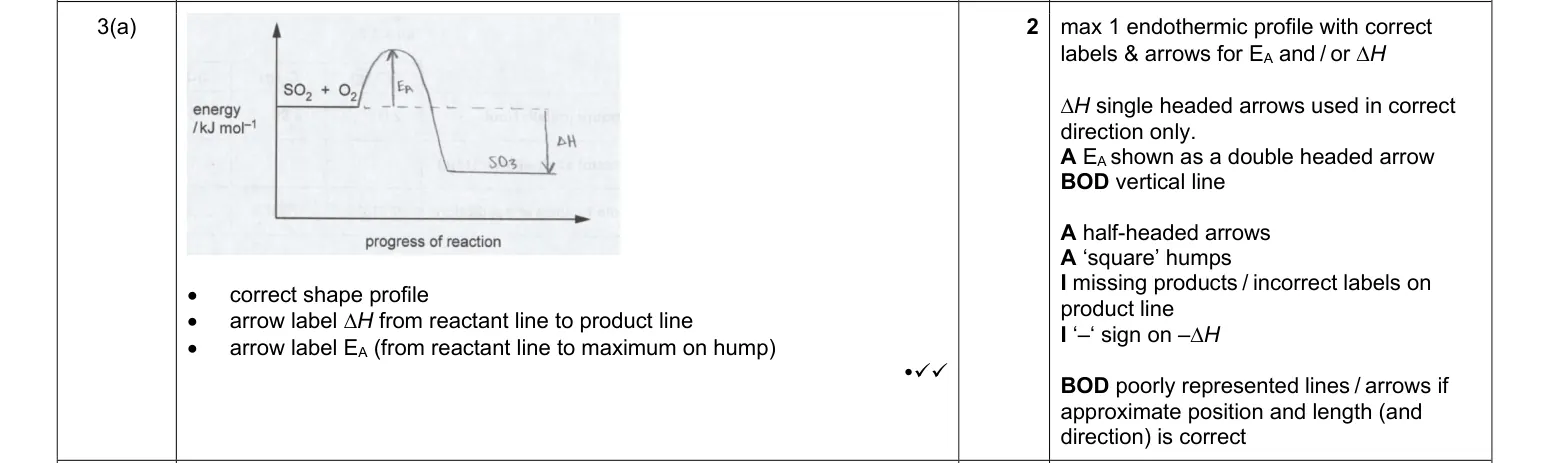 3(a)
SO₂ + O₂
E_A
energy
/kJ mol⁻¹
ΔH
SO3
progress of reaction
• correct shape profile
• arrow label ΔH from reactant line to product line
• arrow label E_A (from reactant line to maximum on hump)
•✓✓
2
max 1 endothermic profile with correct
labels & arrows for E_A and / or ΔH
ΔH single headed arrows used in correct
direction only.
A E_A shown as a double headed arrow
BOD vertical line
A half-headed arrows
A ‘square’ humps
I missing products / incorrect labels on
product line
I ‘–‘ sign on –ΔH
BOD poorly represented lines / arrows if
approximate position and length (and
direction) is correct